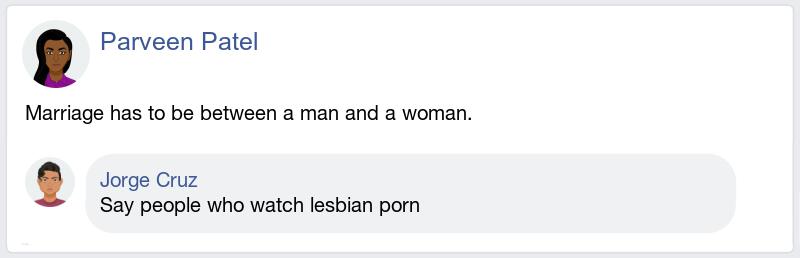 Parveen Patel
Marriage has to be between a man and a woman.
Jorge Cruz
Say people who watch lesbian porn